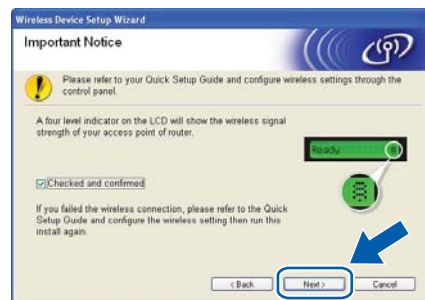 Wireless Device Setup Wizard
Important Notice
Please refer to your Quick Setup Guide and configure wireless settings through the
control panel.
A four level indicator on the LCD will show the wireless signal
strength of your access point of router.
Ready
Checked and confirmed
If you failed the wireless connection, please refer to the Quick
Setup Guide and configure the wireless setting then run this
install again.
< Back
Next >
Cancel